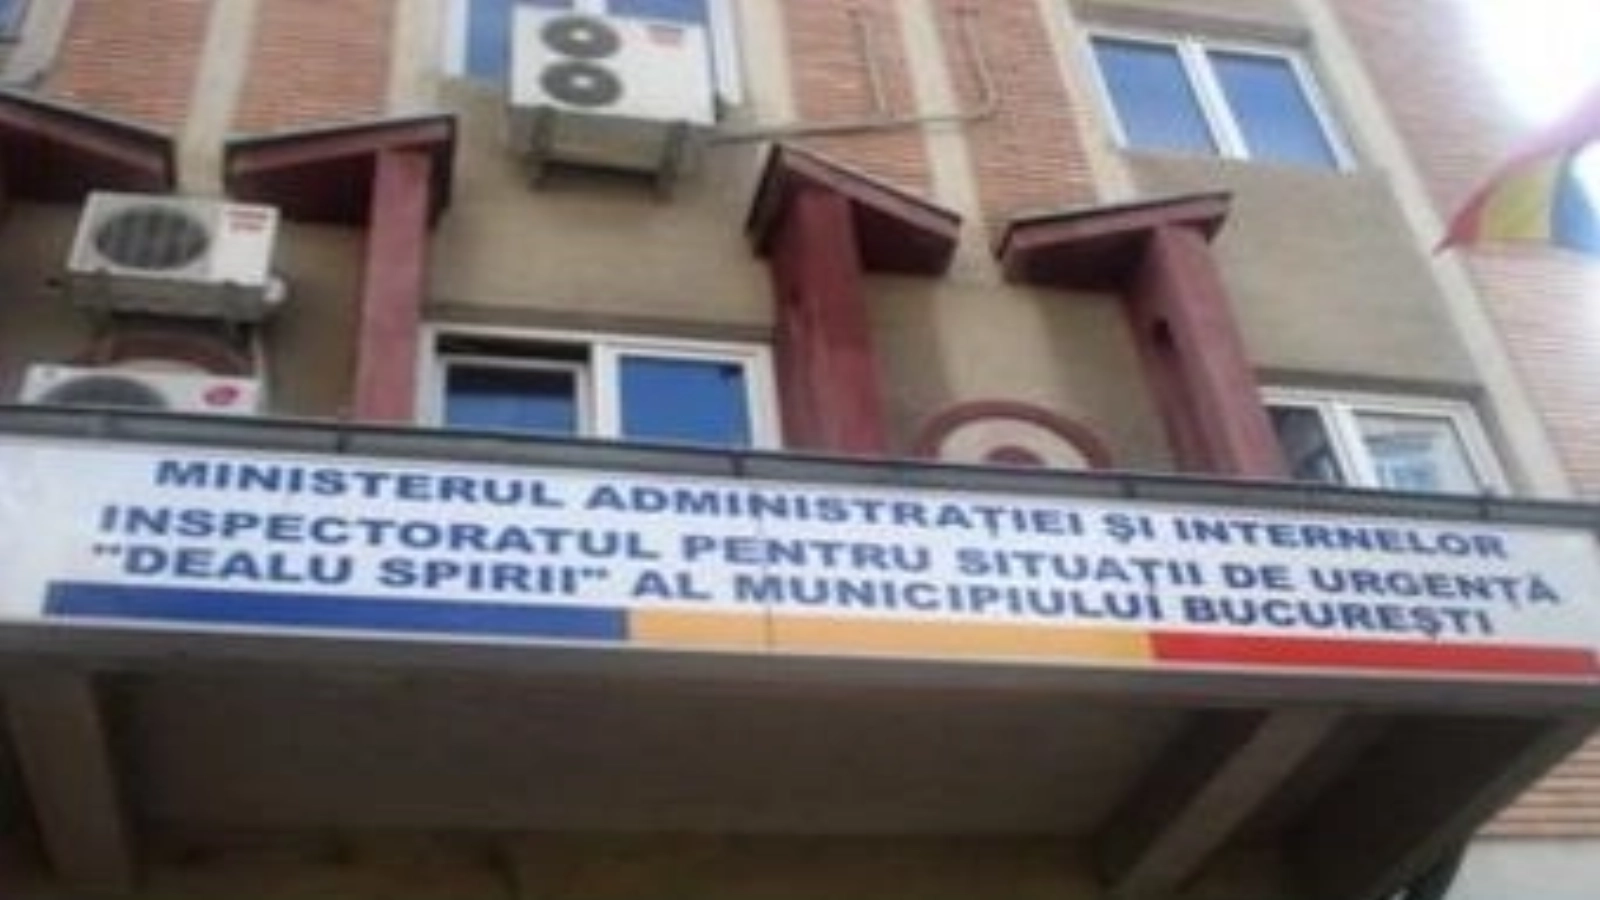 MINISTERUL ADMINISTRAȚIEI ȘI INTERNELOR
INSPECTORATUL PENTRU SITUAȚII DE URGENȚĂ
"DEALU SPIRII" AL MUNICIPIULUI BUCUREȘTI